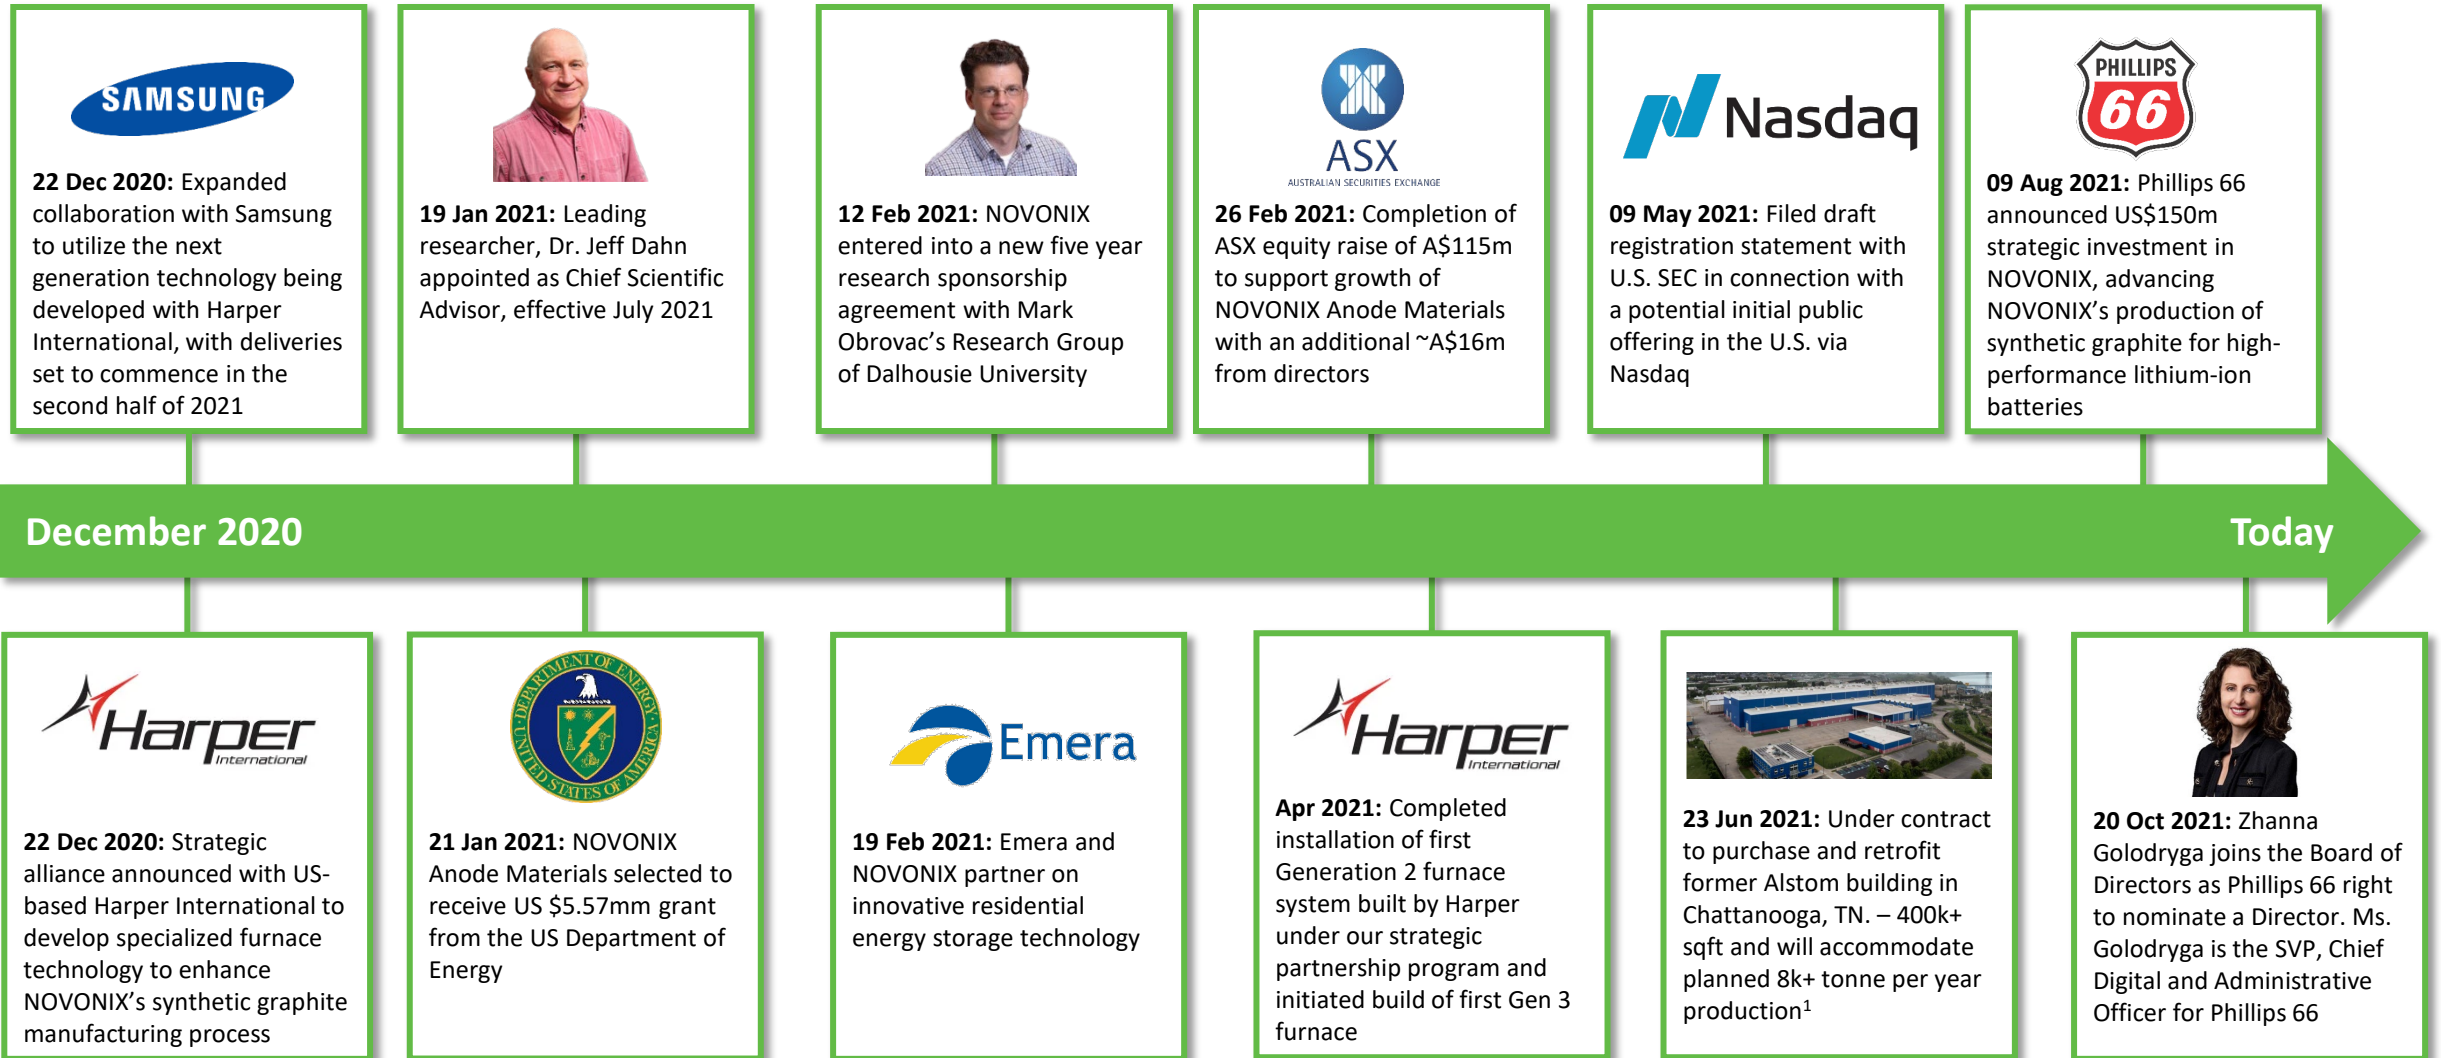 SAMSUNG
22 Dec 2020: Expanded
collaboration with Samsung
to utilize the next
generation technology being
developed with Harper
International, with deliveries
set to commence in the
second half of 2021
19 Jan 2021: Leading
researcher, Dr. Jeff Dahn
appointed as Chief Scientific
Advisor, effective July 2021
12 Feb 2021: NOVONIX
entered into a new five year
research sponsorship
agreement with Mark
Obrovac’s Research Group
of Dalhousie University
ASX
AUSTRALIAN SECURITIES EXCHANGE
26 Feb 2021: Completion of
ASX equity raise of A$115m
to support growth of
NOVONIX Anode Materials
with an additional ~A$16m
from directors
Nasdaq
09 May 2021: Filed draft
registration statement with
U.S. SEC in connection with
a potential initial public
offering in the U.S. via
Nasdaq
PHILLIPS
66
09 Aug 2021: Phillips 66
announced US$150m
strategic investment in
NOVONIX, advancing
NOVONIX’s production of
synthetic graphite for high-
performance lithium-ion
batteries
December 2020
Today
Harper
International
22 Dec 2020: Strategic
alliance announced with US-
based Harper International to
develop specialized furnace
technology to enhance
NOVONIX’s synthetic graphite
manufacturing process
DEPARTMENT OF ENERGY
UNITED STATES OF AMERICA
21 Jan 2021: NOVONIX
Anode Materials selected to
receive US $5.57mm grant
from the US Department of
Energy
Emera
19 Feb 2021: Emera and
NOVONIX partner on
innovative residential
energy storage technology
Harper
International
Apr 2021: Completed
installation of first
Generation 2 furnace
system built by Harper
under our strategic
partnership program and
initiated build of first Gen 3
furnace
23 Jun 2021: Under contract
to purchase and retrofit
former Alstom building in
Chattanooga, TN. – 400k+
sqft and will accommodate
planned 8k+ tonne per year
production¹
20 Oct 2021: Zhanna
Golodryga joins the Board of
Directors as Phillips 66 right
to nominate a Director. Ms.
Golodryga is the SVP, Chief
Digital and Administrative
Officer for Phillips 66